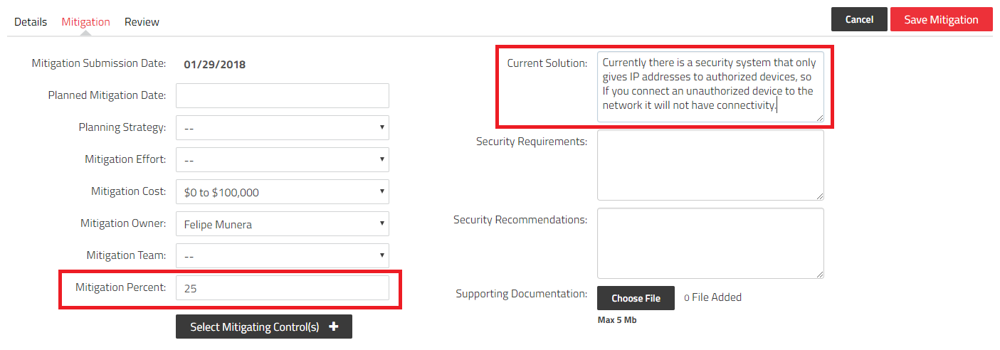 Details Mitigation Review Cancel Save Mitigation
Mitigation Submission Date: 01/29/2018
Planned Mitigation Date:
Planning Strategy: --
Mitigation Effort: --
Mitigation Cost: $0 to $100,000
Mitigation Owner: Felipe Munera
Mitigation Team: --
Mitigation Percent: 25
Select Mitigating Control(s) +
Current Solution: Currently there is a security system that only
gives IP addresses to authorized devices, so
If you connect an unauthorized device to the
network it will not have connectivity.
Security Requirements:
Security Recommendations:
Supporting Documentation: Choose File 0 File Added
Max 5 Mb